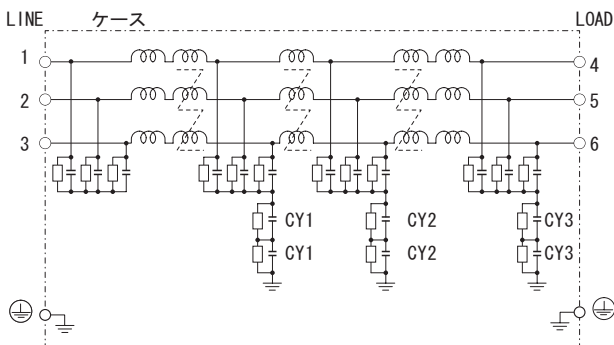 LINE ケース LOAD
1 4
2 5
3 6
CY1 CY2 CY3
CY1 CY2 CY3